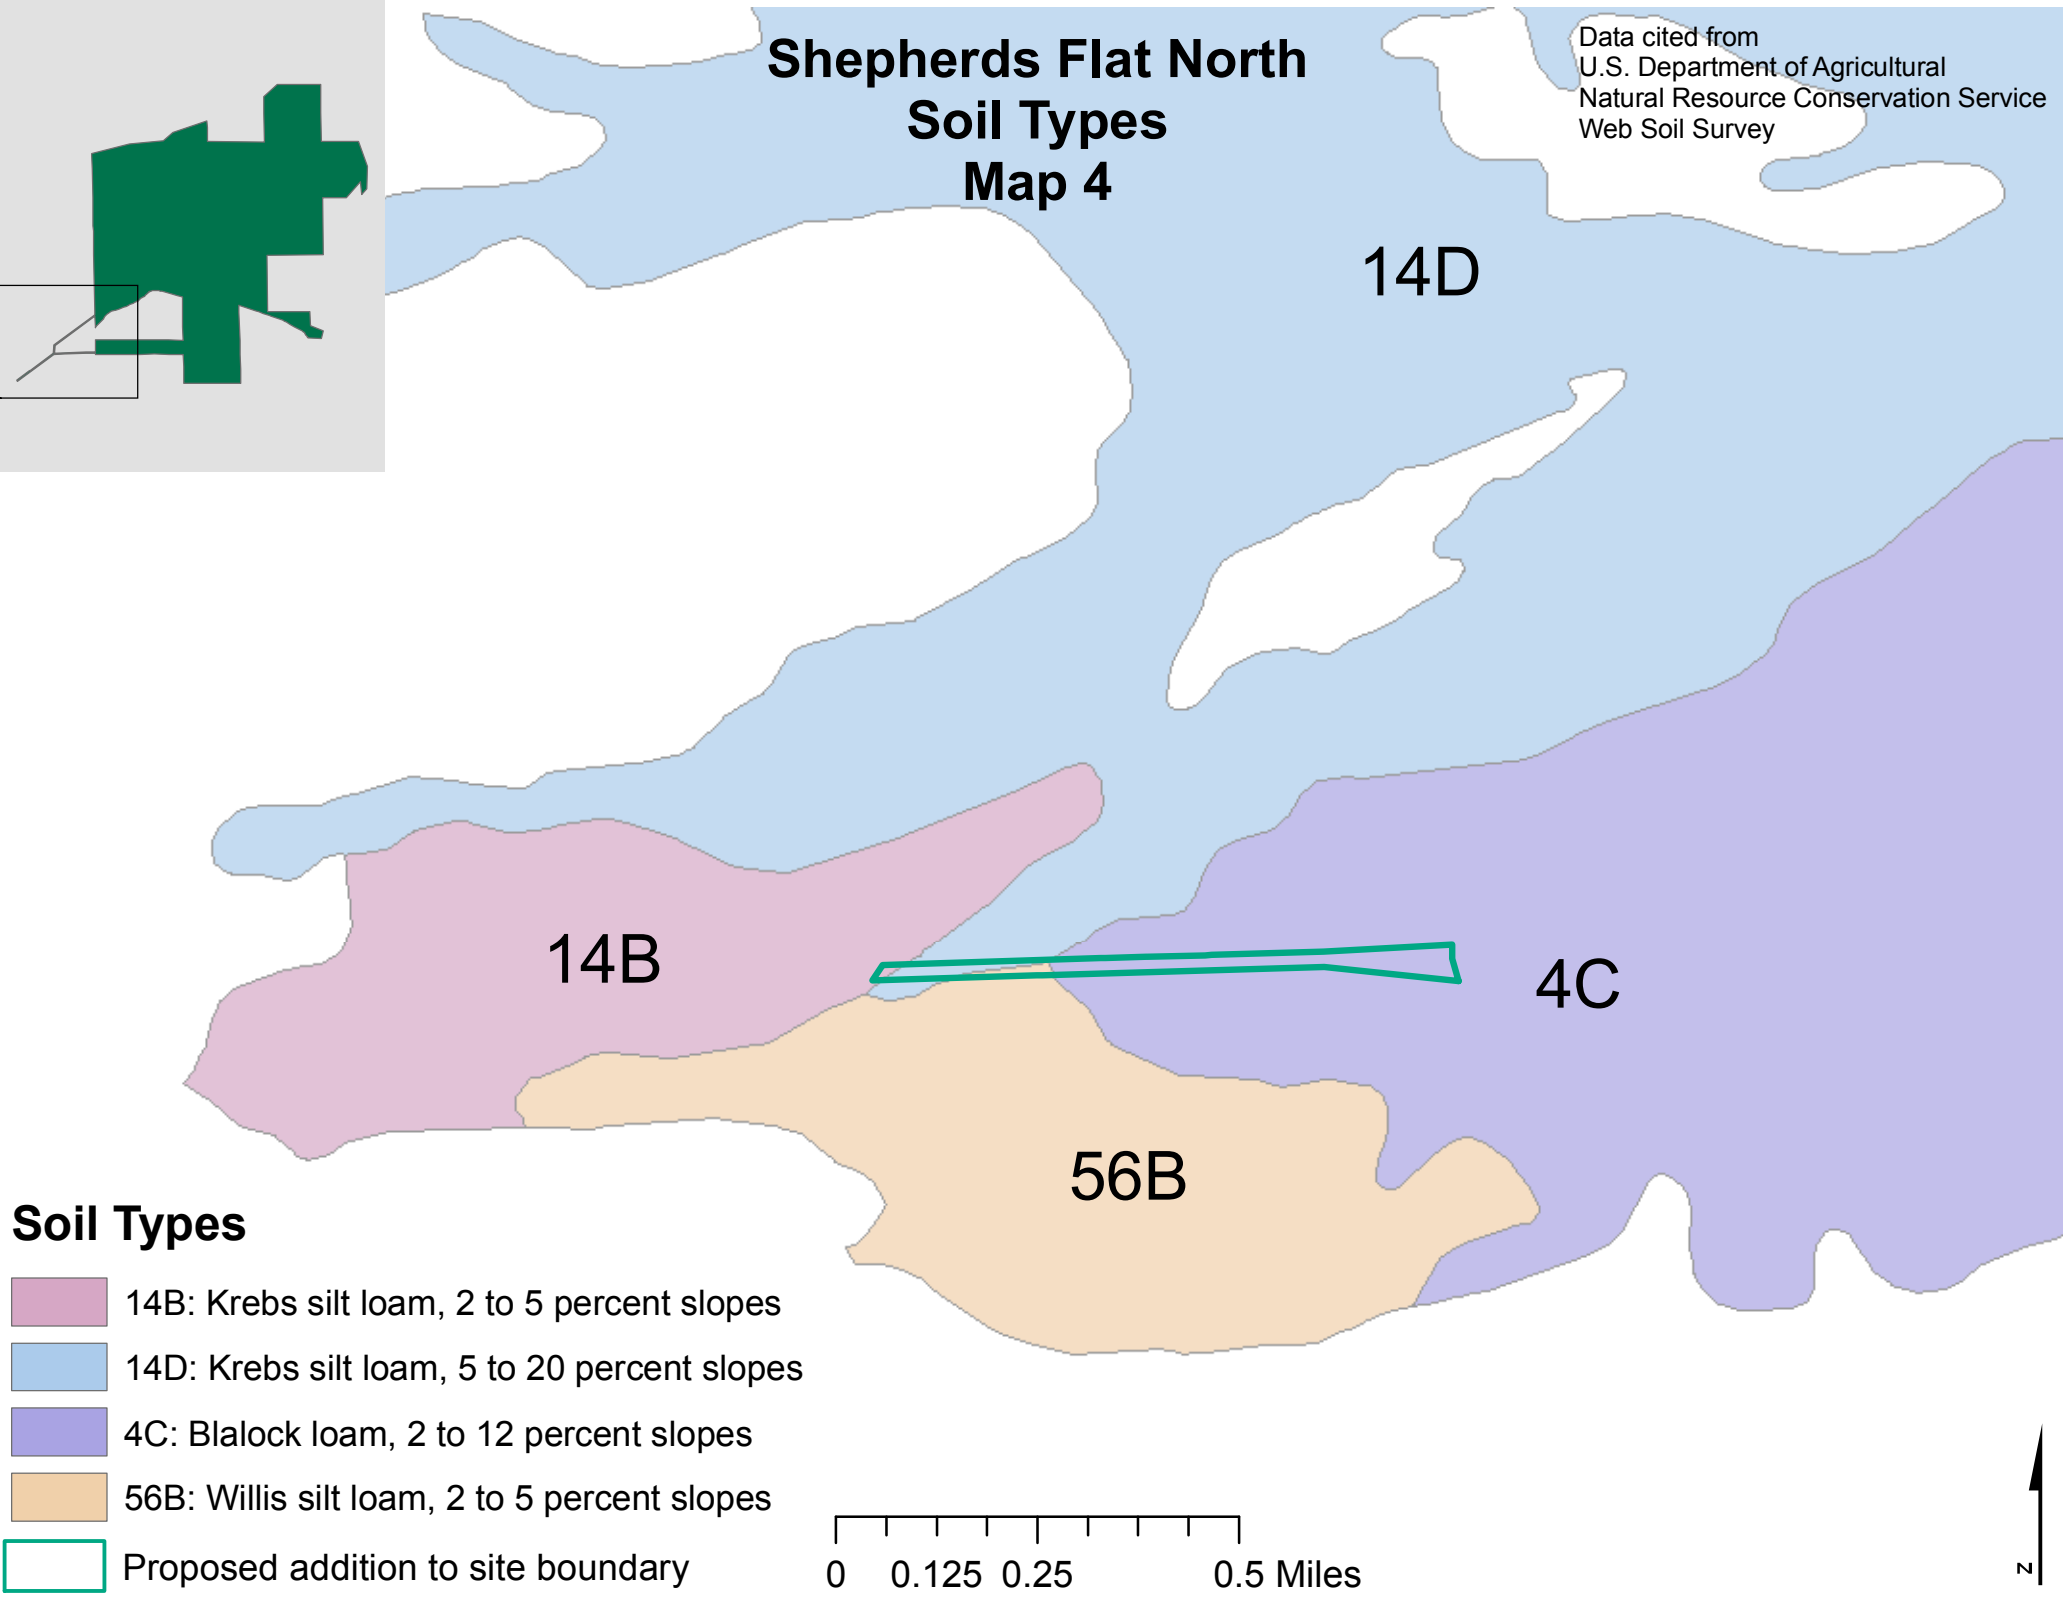 Shepherds Flat North
Soil Types
Map 4
Data cited from
U.S. Department of Agricultural
Natural Resource Conservation Service
Web Soil Survey
14D
14B
4C
56B
Soil Types
14B: Krebs silt loam, 2 to 5 percent slopes
14D: Krebs silt loam, 5 to 20 percent slopes
4C: Blalock loam, 2 to 12 percent slopes
56B: Willis silt loam, 2 to 5 percent slopes
Proposed addition to site boundary
0 0.125 0.25 0.5 Miles
N